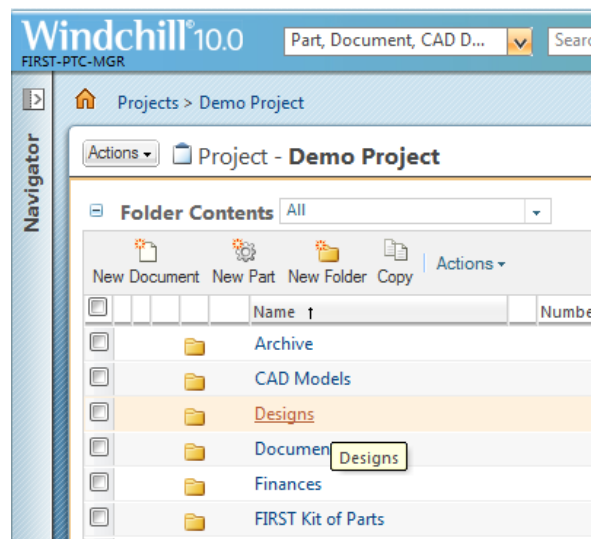 Windchill® 10.0
Part, Document, CAD D...
FIRST-PTC-MGR
Projects > Demo Project
Navigator
Actions
Project - Demo Project
Folder Contents All
New Document New Part New Folder Copy Actions
Name
Archive
CAD Models
Designs
Documen
Designs
Finances
FIRST Kit of Parts